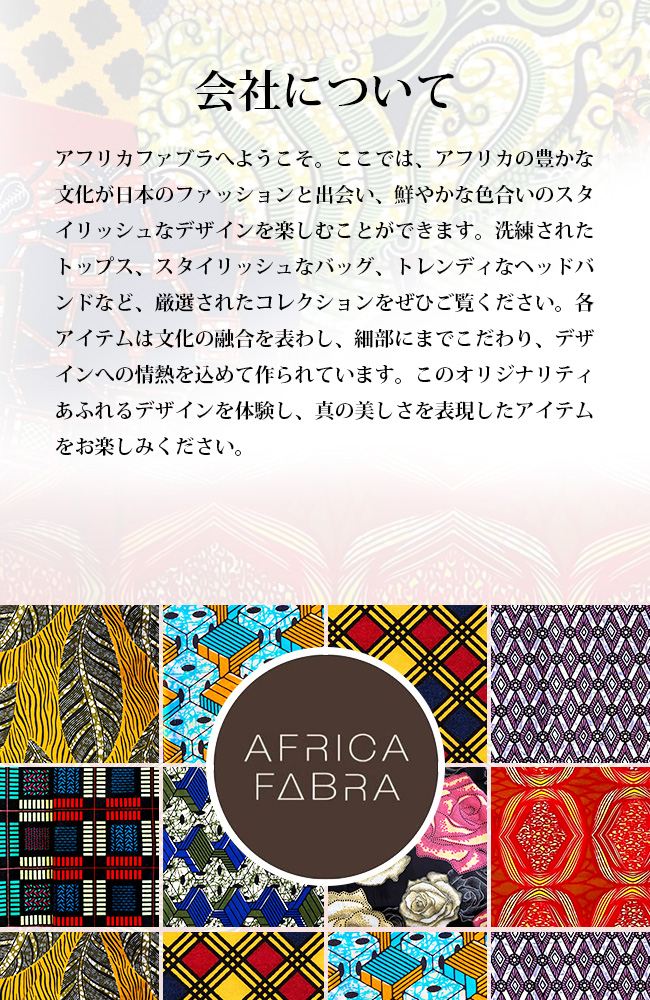 会社について
アフリカファブラへようこそ。ここでは、アフリカの豊かな
文化が日本のファッションと出会い、鮮やかな色合いのスタ
イリッシュなデザインを楽しむことができます。洗練された
トップス、スタイリッシュなバッグ、トレンディなヘッドバ
ンドなど、厳選されたコレクションをぜひご覧ください。各
アイテムは文化の融合を表わし、細部にまでこだわり、デザ
インへの情熱を込めて作られています。このオリジナリティ
あふれるデザインを体験し、真の美しさを表現したアイテム
をお楽しみください。
AFRICA
FABRA